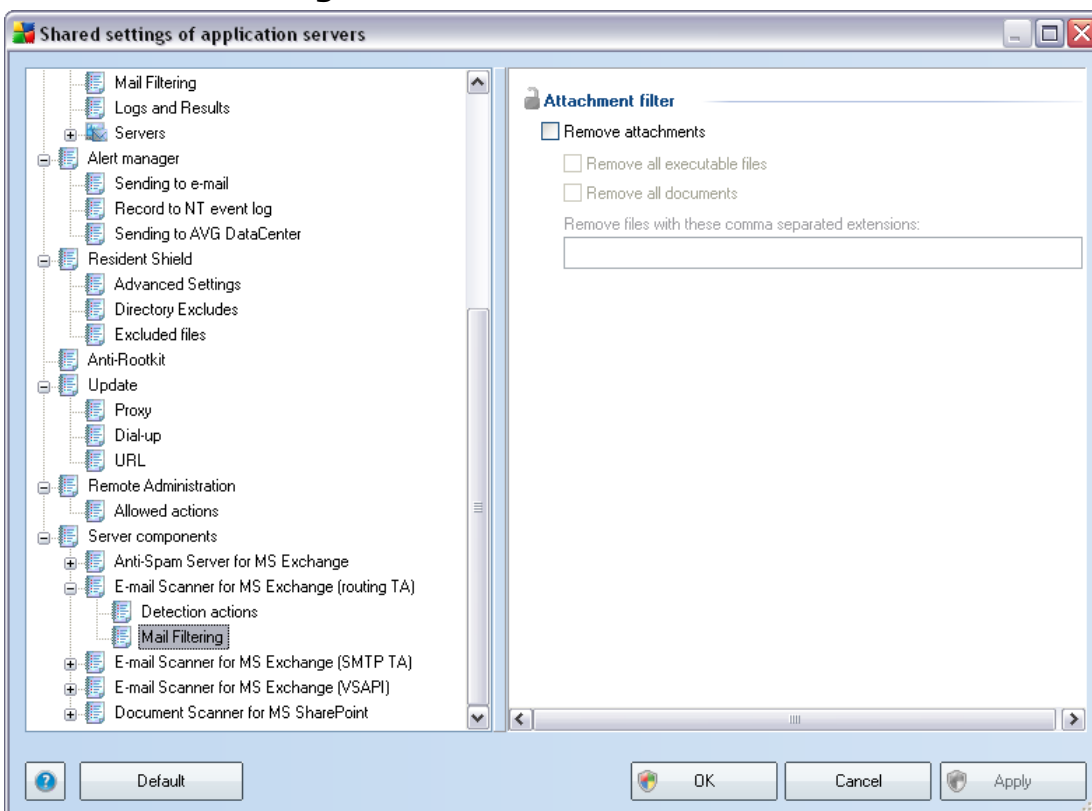 Shared settings of application servers
Mail Filtering
Logs and Results
Servers
Alert manager
Sending to e-mail
Record to NT event log
Sending to AVG DataCenter
Resident Shield
Advanced Settings
Directory Excludes
Excluded files
Anti-Rootkit
Update
Proxy
Dial-up
URL
Remote Administration
Allowed actions
Server components
Anti-Spam Server for MS Exchange
E-mail Scanner for MS Exchange (routing TA)
Detection actions
Mail Filtering
E-mail Scanner for MS Exchange (SMTP TA)
E-mail Scanner for MS Exchange (VSAPI)
Document Scanner for MS SharePoint
Attachment filter
Remove attachments
Remove all executable files
Remove all documents
Remove files with these comma separated extensions:
Default
OK
Cancel
Apply